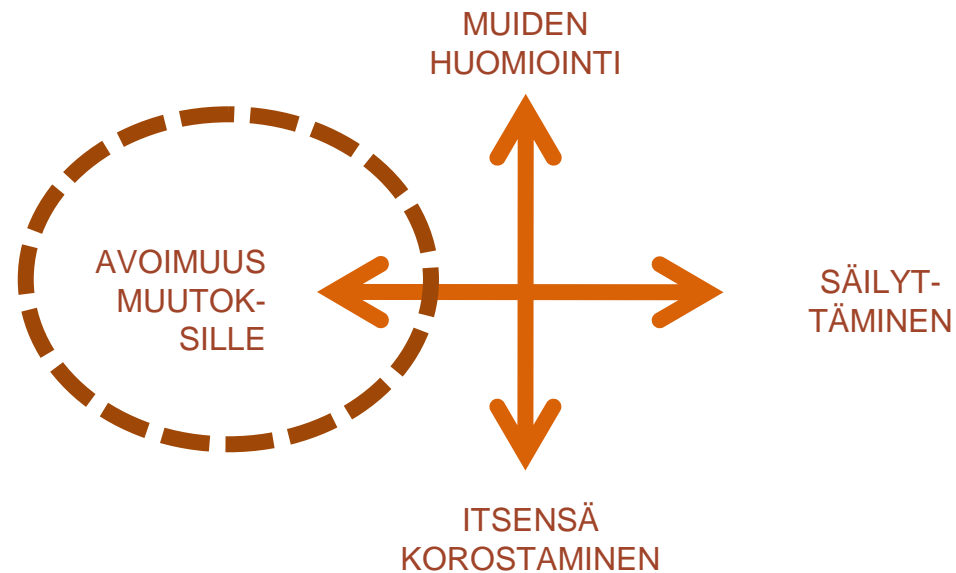 MUIDEN
HUOMIOINTI
AVOIMUUS
MUUTOK-
SILLE
SÄILYT-
TÄMINEN
ITSENSÄ
KOROSTAMINEN